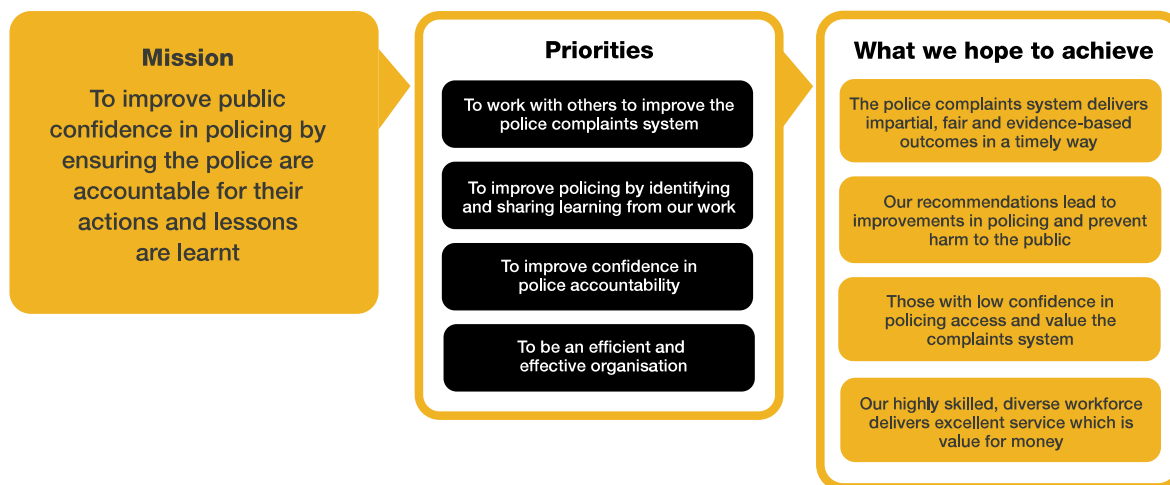 Mission
To improve public
confidence in policing by
ensuring the police are
accountable for their
actions and lessons
are learnt
Priorities
To work with others to improve the
police complaints system
To improve policing by identifying
and sharing learning from our work
To improve confidence in
police accountability
To be an efficient and
effective organisation
What we hope to achieve
The police complaints system delivers
impartial, fair and evidence-based
outcomes in a timely way
Our recommendations lead to
improvements in policing and prevent
harm to the public
Those with low confidence in
policing access and value the
complaints system
Our highly skilled, diverse workforce
delivers excellent service which is
value for money